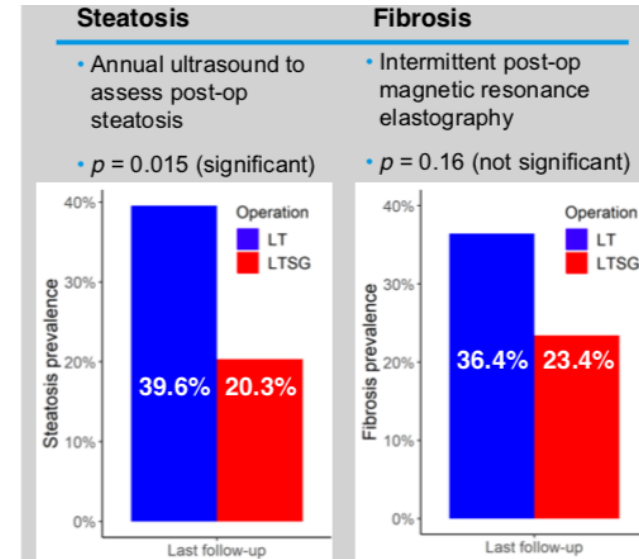 Steatosis
• Annual ultrasound to
assess post-op
steatosis
• p = 0.015 (significant)
40%
30%
20%
10%
0%
Steatosis prevalence
Operation
LT
LTSG
39.6%
20.3%
Last follow-up
Fibrosis
• Intermittent post-op
magnetic resonance
elastography
• p = 0.16 (not significant)
40%
30%
20%
10%
0%
Fibrosis prevalence
Operation
LT
LTSG
36.4%
23.4%
Last follow-up